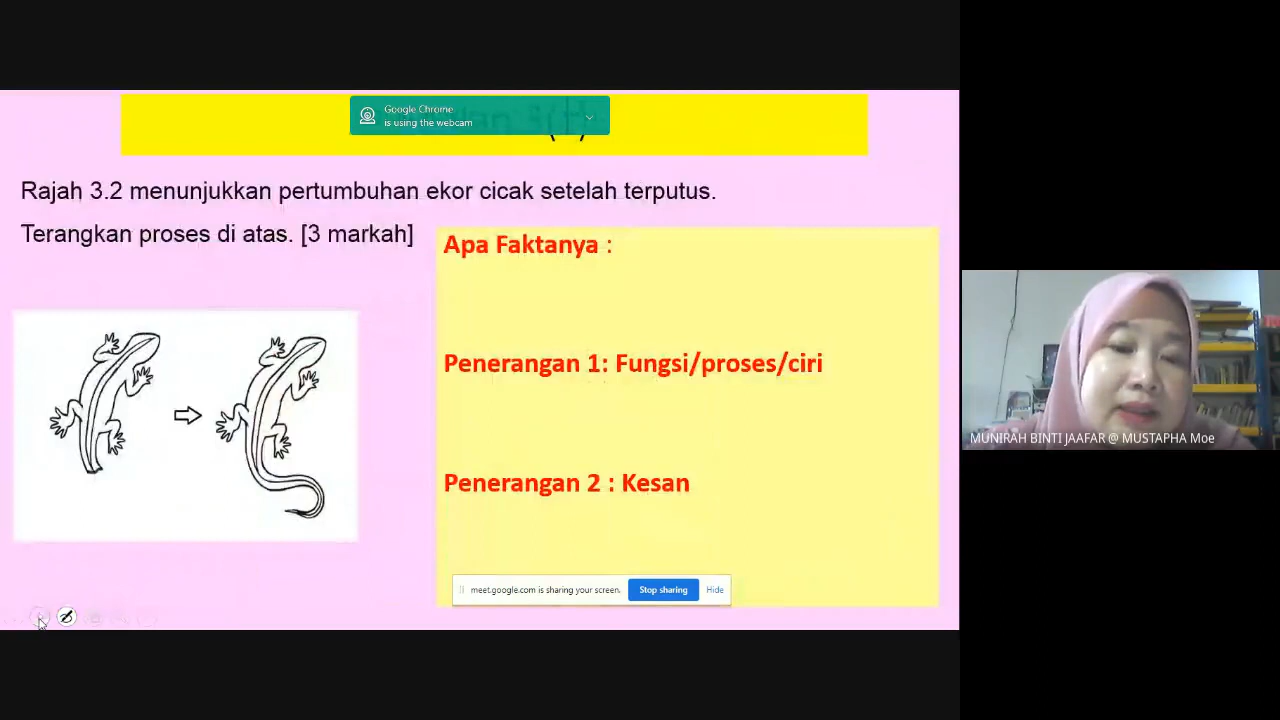 Google Chrome
is using the webcam
Rajah 3.2 menunjukkan pertumbuhan ekor cicak setelah terputus.
Terangkan proses di atas. [3 markah]
Apa Faktanya :
Penerangan 1: Fungsi/proses/ciri
Penerangan 2 : Kesan
meet.google.com is sharing your screen.
Stop sharing
Hide
MUNIRAH BINTI JAAFAR @ MUSTAPHA Moe